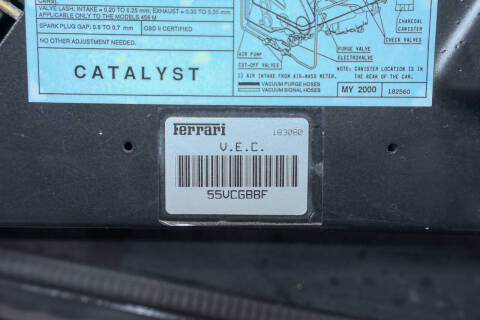 VALVE LASH: INTAKE = 0.20 TO 0.25 mm; EXHAUST = 0.30 TO 0.35 mm
APPLICABLE ONLY TO THE MODELS 456 M
SPARK PLUG GAP: 0.6 TO 0.7 mm OBD II CERTIFIED
NO OTHER ADJUSTMENT NEEDED.
CATALYST
CHARCOAL
CANISTER
CHECK VALVES
AIR PUMP
PURGE VALVE
ELECTROVALVE
CUT-OFF VALVES
NOTE: CANISTER LOCATION IS IN
THE REAR OF THE CAR.
AIR INTAKE FROM AIR-MASS METER.
VACUUM PURGE HOSES
VACUUM SIGNAL HOSES
MY 2000
182560
Ferrari
183080
V.E.C.
55VCGBBF